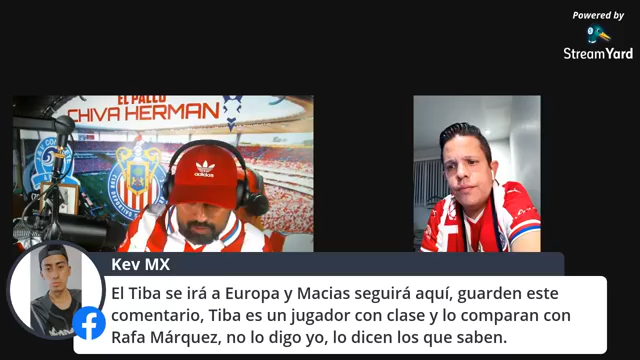 Powered by
StreamYard
EL PALCO
CHIVA HERMAN
adidas
Kev MX
El Tiba se irá a Europa y Macias seguirá aquí, guarden este
comentario, Tiba es un jugador con clase y lo comparan con
Rafa Márquez, no lo digo yo, lo dicen los que saben.